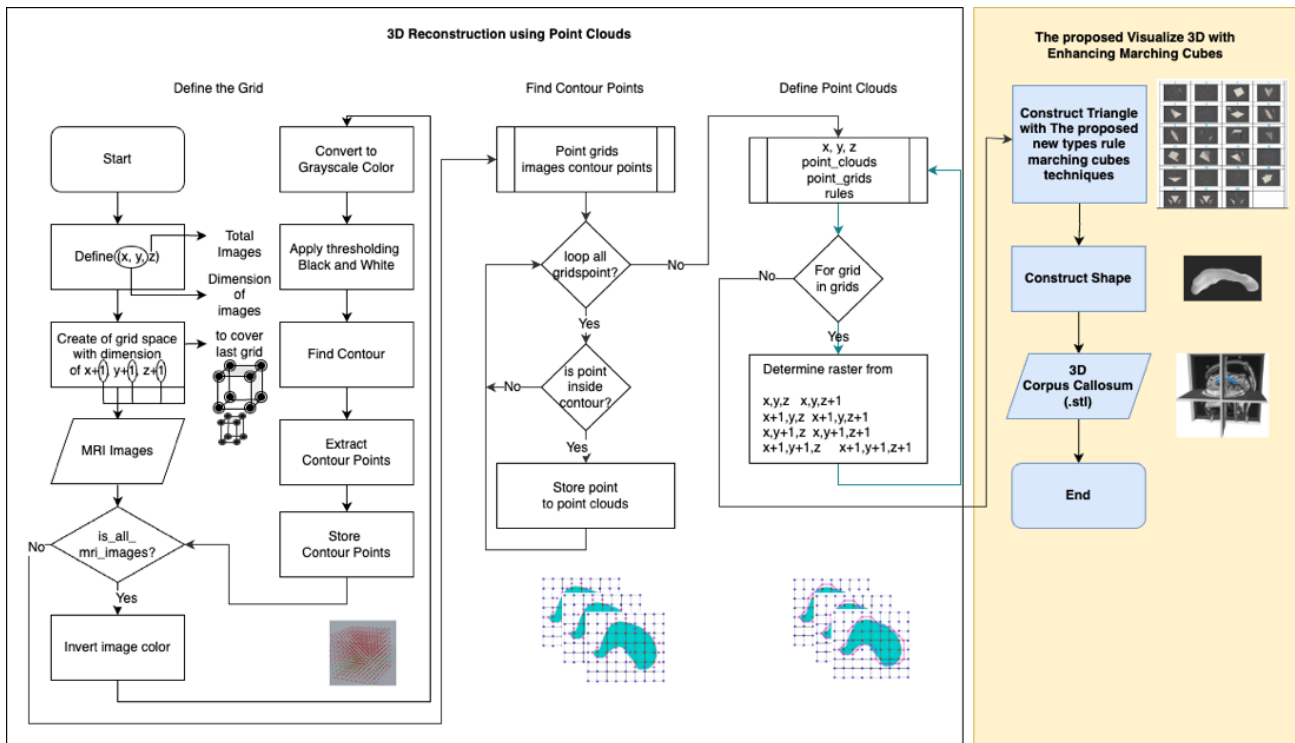 3D Reconstruction using Point Clouds
Define the Grid
Start
Define (x, y, z)
Total
Images
Dimension
of
images
Create of grid space
with dimension
of x+1, y+1, z+1
to cover
last grid
MRI Images
is_all_
mri_images?
No
Yes
Invert image color
Convert to
Grayscale Color
Apply thresholding
Black and White
Find Contour
Extract
Contour Points
Store
Contour Points
Find Contour Points
Point grids
images contour points
loop all
gridspoint?
No
Yes
is point
inside
contour?
No
Yes
Store point
to point clouds
Define Point Clouds
x, y, z
point_clouds
point_grids
rules
For grid
in grids
No
Yes
Determine raster from
x,y,z x,y,z+1
x+1,y,z x+1,y,z+1
x,y+1,z x,y+1,z+1
x+1,y+1,z x+1,y+1,z+1
The proposed Visualize 3D with
Enhancing Marching Cubes
Construct Triangle
with The proposed
new types rule
marching cubes
techniques
Construct Shape
3D
Corpus Callosum
(.stl)
End